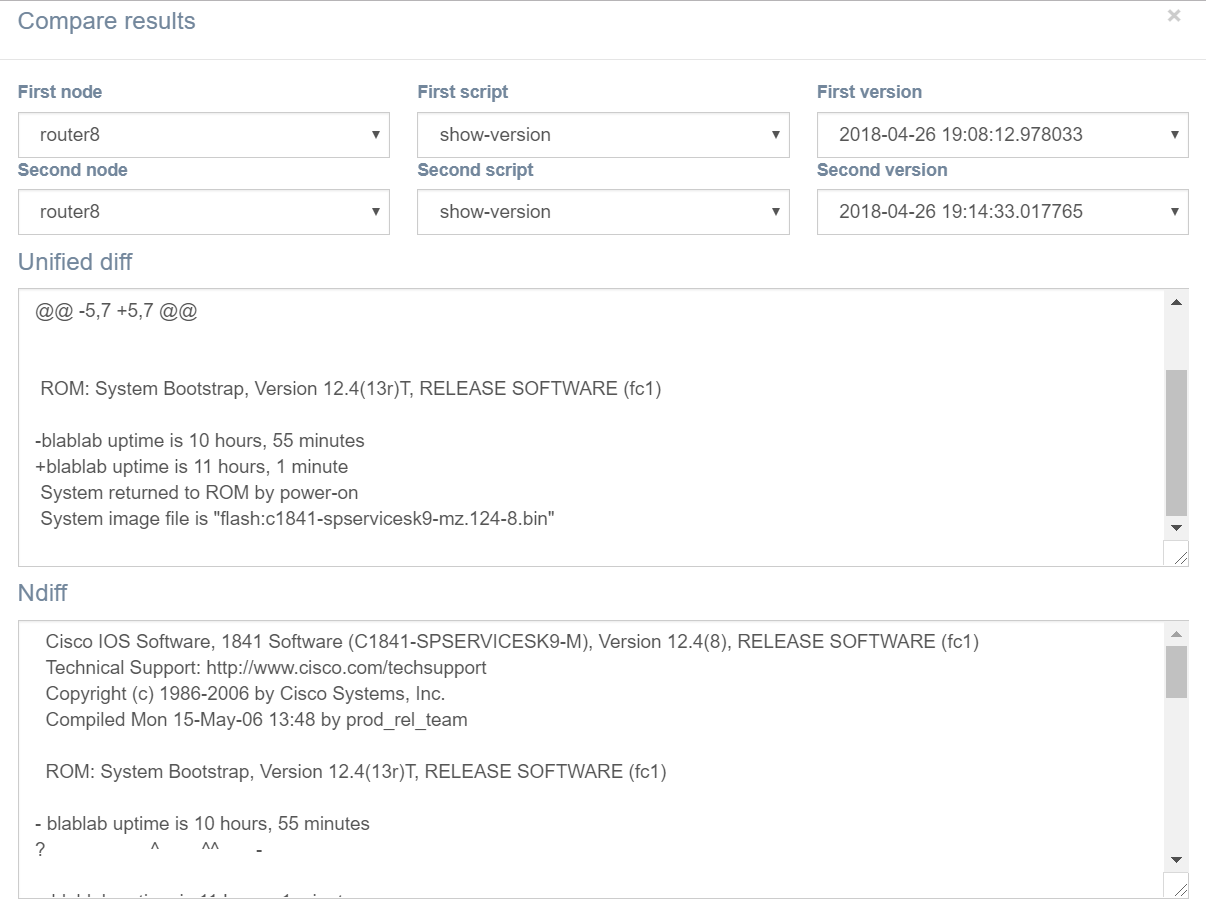 Compare results
×
First node
First script
First version
router8
show-version
2018-04-26 19:08:12.978033
Second node
Second script
Second version
router8
show-version
2018-04-26 19:14:33.017765
Unified diff
@@ -5,7 +5,7 @@
ROM: System Bootstrap, Version 12.4(13r)T, RELEASE SOFTWARE (fc1)
-blablab uptime is 10 hours, 55 minutes
+blablab uptime is 11 hours, 1 minute
System returned to ROM by power-on
System image file is "flash:c1841-spservicesk9-mz.124-8.bin"
Ndiff
Cisco IOS Software, 1841 Software (C1841-SPSERVICESK9-M), Version 12.4(8), RELEASE SOFTWARE (fc1)
Technical Support: http://www.cisco.com/techsupport
Copyright (c) 1986-2006 by Cisco Systems, Inc.
Compiled Mon 15-May-06 13:48 by prod_rel_team
ROM: System Bootstrap, Version 12.4(13r)T, RELEASE SOFTWARE (fc1)
- blablab uptime is 10 hours, 55 minutes
? ^ ^^ -